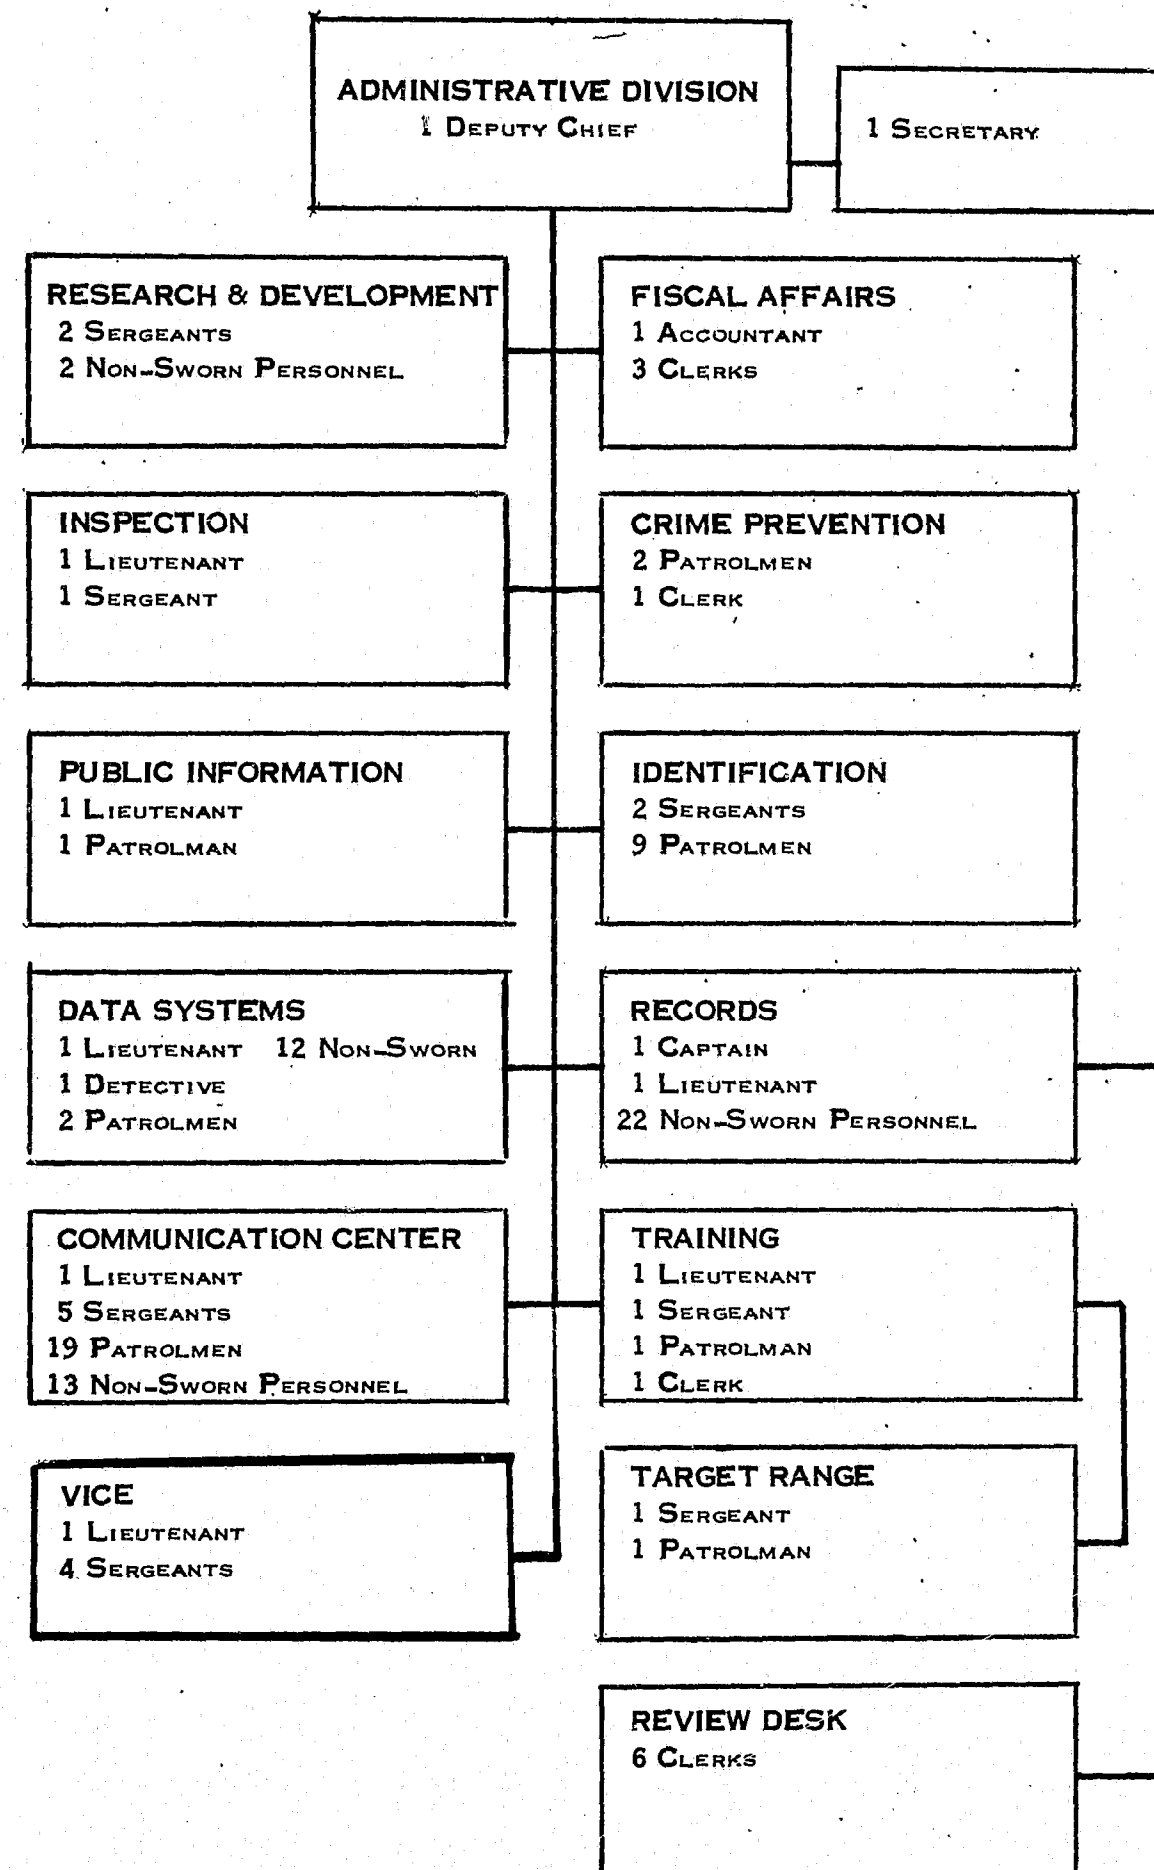 ADMINISTRATIVE DIVISION
1 DEPUTY CHIEF
1 SECRETARY
RESEARCH & DEVELOPMENT
2 SERGEANTS
2 NON-SWORN PERSONNEL
FISCAL AFFAIRS
1 ACCOUNTANT
3 CLERKS
INSPECTION
1 LIEUTENANT
1 SERGEANT
CRIME PREVENTION
2 PATROLMEN
1 CLERK
PUBLIC INFORMATION
1 LIEUTENANT
1 PATROLMAN
IDENTIFICATION
2 SERGEANTS
9 PATROLMEN
DATA SYSTEMS
1 LIEUTENANT 12 NON-SWORN
1 DETECTIVE
2 PATROLMEN
RECORDS
1 CAPTAIN
1 LIEUTENANT
22 NON-SWORN PERSONNEL
COMMUNICATION CENTER
1 LIEUTENANT
5 SERGEANTS
19 PATROLMEN
13 NON-SWORN PERSONNEL
TRAINING
1 LIEUTENANT
1 SERGEANT
1 PATROLMAN
1 CLERK
VICE
1 LIEUTENANT
4 SERGEANTS
TARGET RANGE
1 SERGEANT
1 PATROLMAN
REVIEW DESK
6 CLERKS